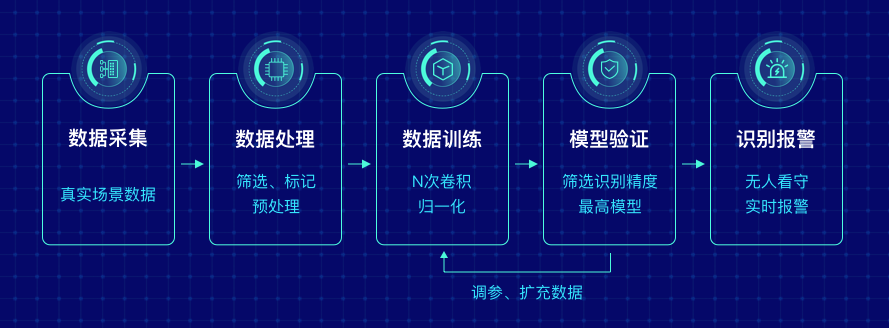 数据采集
真实场景数据
数据处理
筛选、标记
预处理
数据训练
N次卷积
归一化
模型验证
筛选识别精度
最高模型
识别报警
无人看守
实时报警
调参、扩充数据